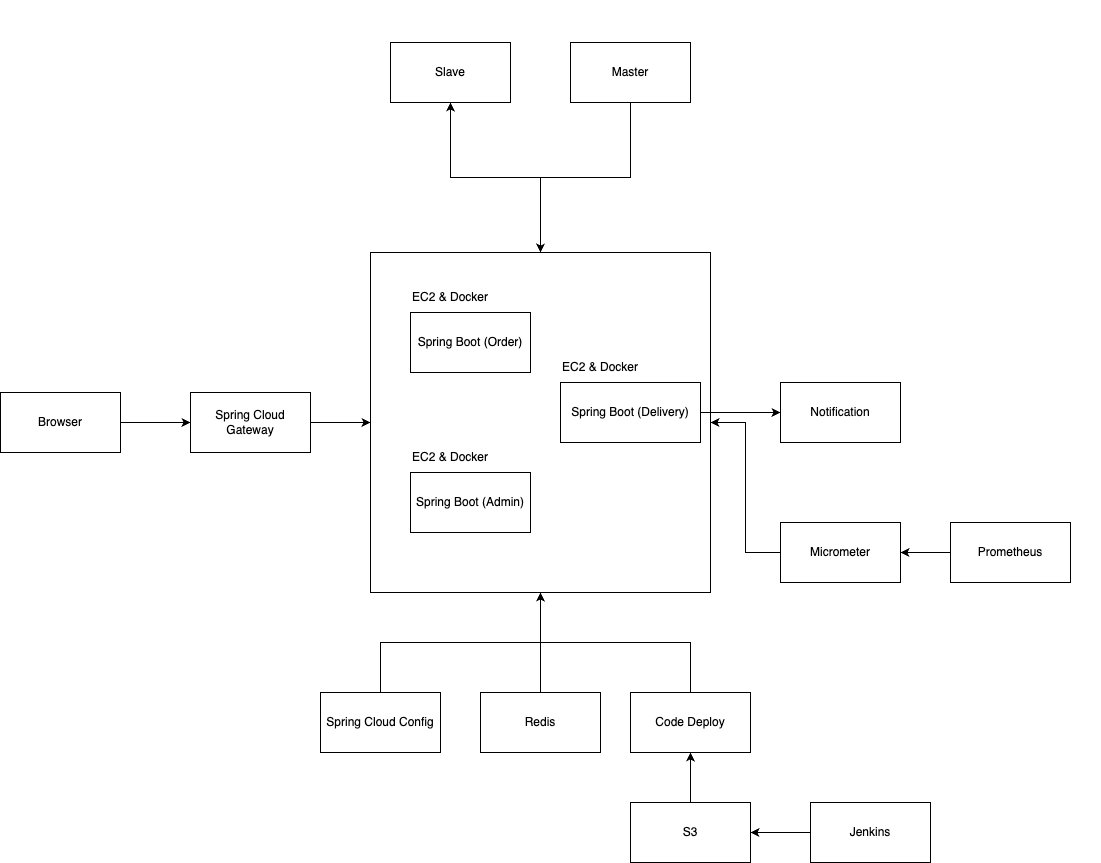 Slave
Master
EC2 & Docker
Spring Boot (Order)
EC2 & Docker
Spring Boot (Delivery)
Notification
Browser
Spring Cloud
Gateway
EC2 & Docker
Spring Boot (Admin)
Micrometer
Prometheus
Spring Cloud Config
Redis
Code Deploy
S3
Jenkins